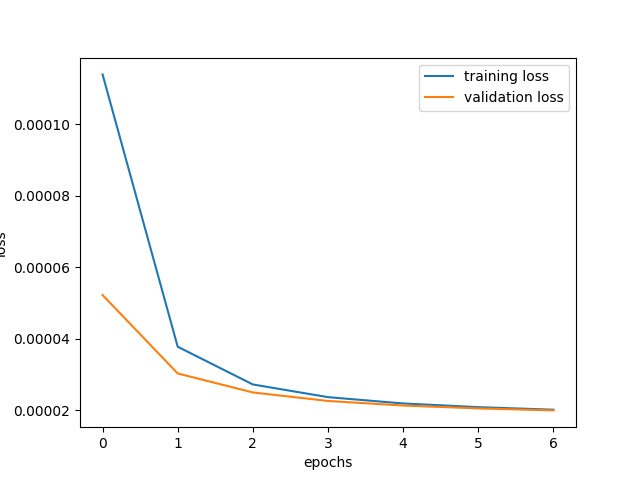 training loss
validation loss
0.00010
0.00008
0.00006
0.00004
0.00002
loss
0 1 2 3 4 5 6
epochs